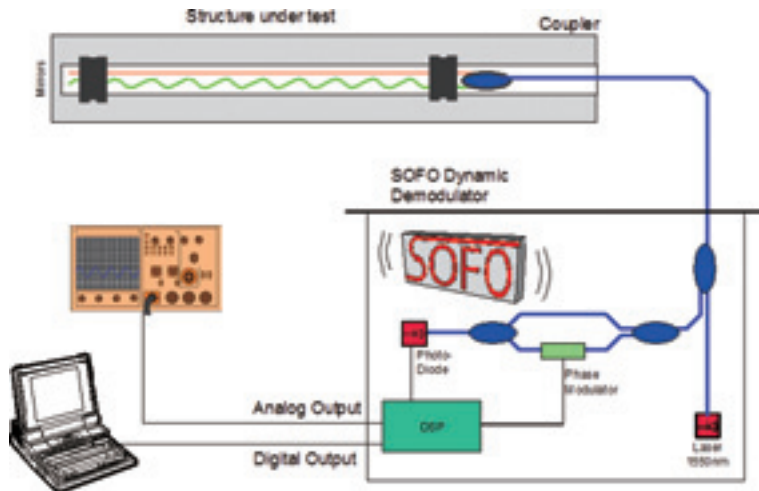 Structure under test
Coupler
Mirrors
SOFO Dynamic
Demodulator
SOFO
Photo-
Diode
Phase
Modulator
Analog Output
DSP
Digital Output
Laser
1550nm